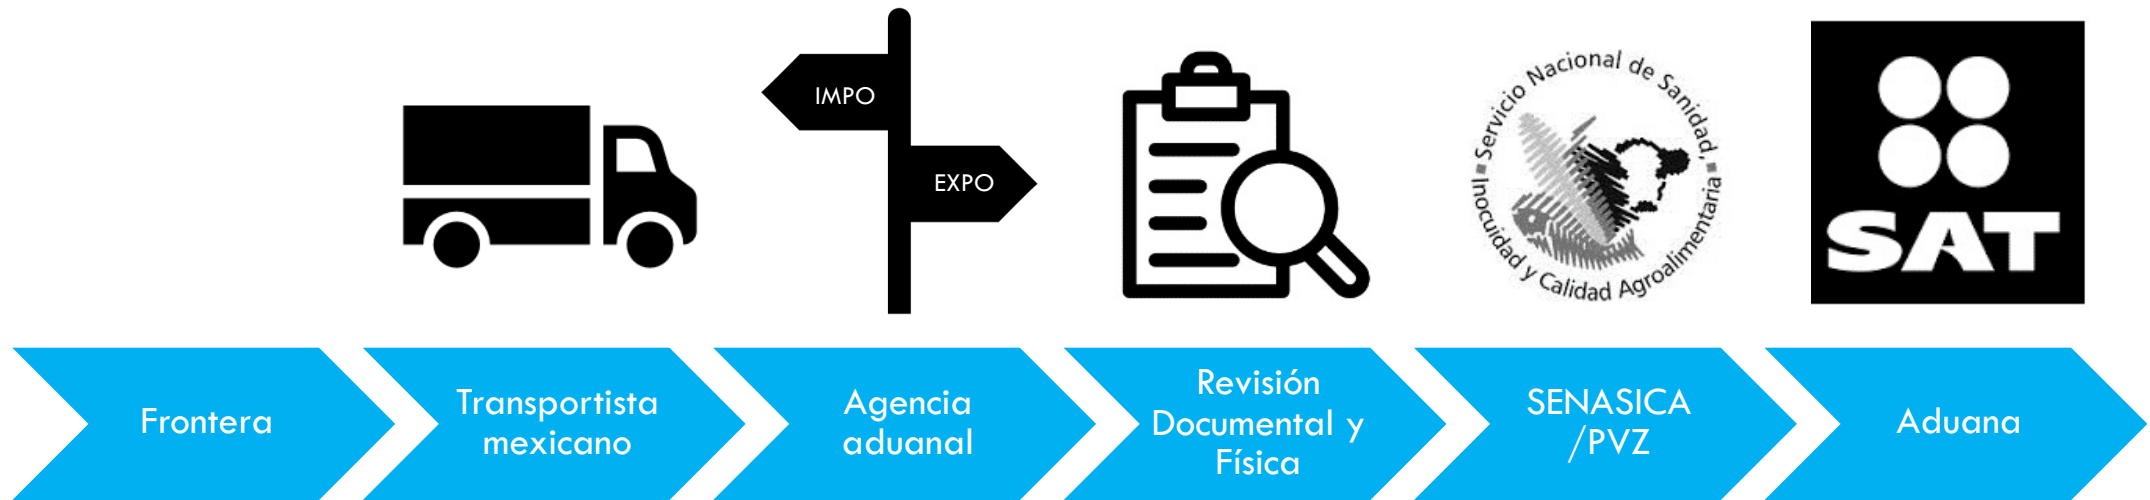 IMPO
EXPO
Servicio Nacional de Sanidad,
Inocuidad y Calidad Agroalimentaria
SAT
Frontera
Transportista
mexicano
Agencia
aduanal
Revisión
Documental y
Física
SENASICA
/PVZ
Aduana